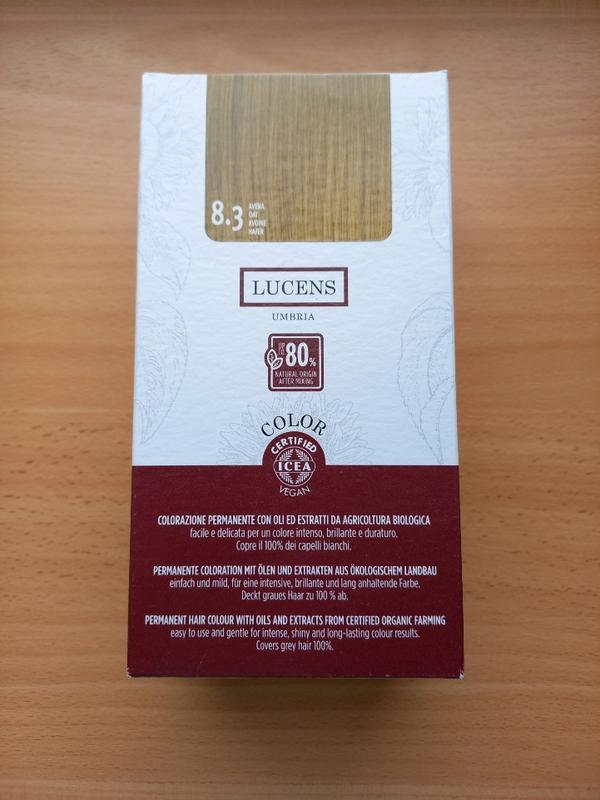 8.3
AVENA
OAT
AVOINE
HAFER
LUCENS
UMBRIA
UP TO 80%
NATURAL ORIGIN
AFTER MIXING
COLOR
CERTIFIED
ICEA
VEGAN
COLORAZIONE PERMANENTE CON OLI ED ESTRATTI DA AGRICOLTURA BIOLOGICA
facile e delicata per un colore intenso, brillante e duraturo.
Copre il 100% dei capelli bianchi.
PERMANENTE COLORATION MIT ÖLEN UND EXTRAKTEN AUS ÖKOLOGISCHEM LANDBAU
einfach und mild, für eine intensive, brillante und lang anhaltende Farbe.
Deckt graues Haar zu 100 % ab.
PERMANENT HAIR COLOUR WITH OILS AND EXTRACTS FROM CERTIFIED ORGANIC FARMING
easy to use and gentle for intense, shiny and long-lasting colour results.
Covers grey hair 100%.